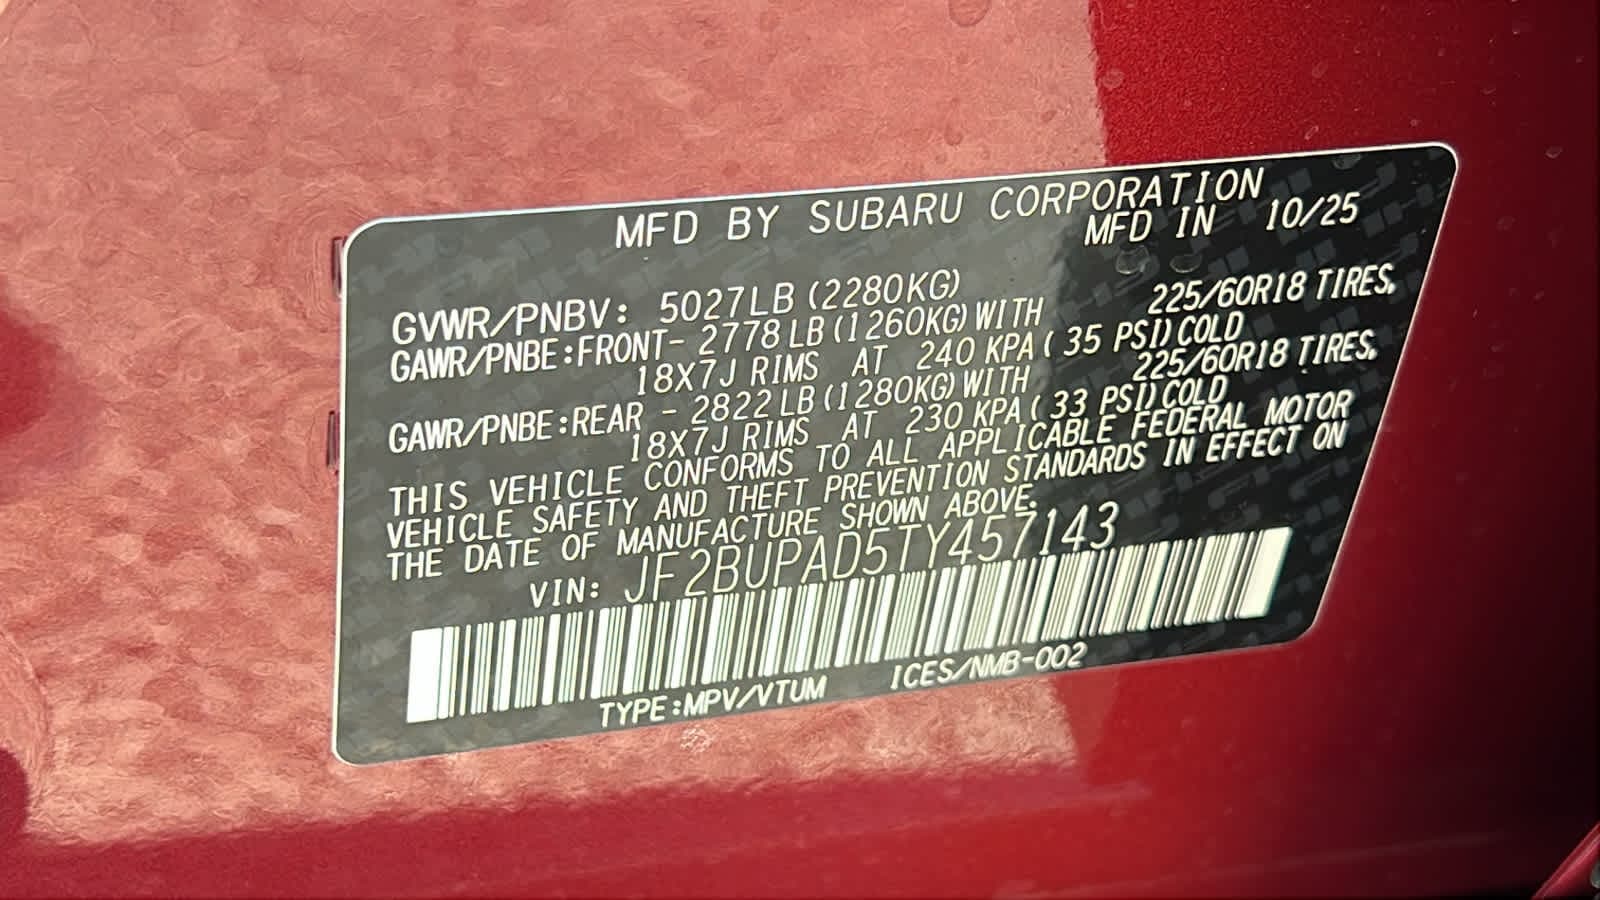 MFD BY SUBARU CORPORATION
MFD IN 10/25
GVWR/PNBV: 5027LB (2280KG)
GAWR/PNBE:FRONT- 2778 LB (1260KG) WITH 225/60R18 TIRES,
18X7J RIMS AT 240 KPA ( 35 PSI) COLD
GAWR/PNBE:REAR - 2822 LB (1280KG) WITH 225/60R18 TIRES,
18X7J RIMS AT 230 KPA ( 33 PSI) COLD
THIS VEHICLE CONFORMS TO ALL APPLICABLE FEDERAL MOTOR
VEHICLE SAFETY AND THEFT PREVENTION STANDARDS IN EFFECT ON
THE DATE OF MANUFACTURE SHOWN ABOVE.
VIN: JF2BUPAD5TY457143
TYPE:MPV/VTUM ICES/NMB-002